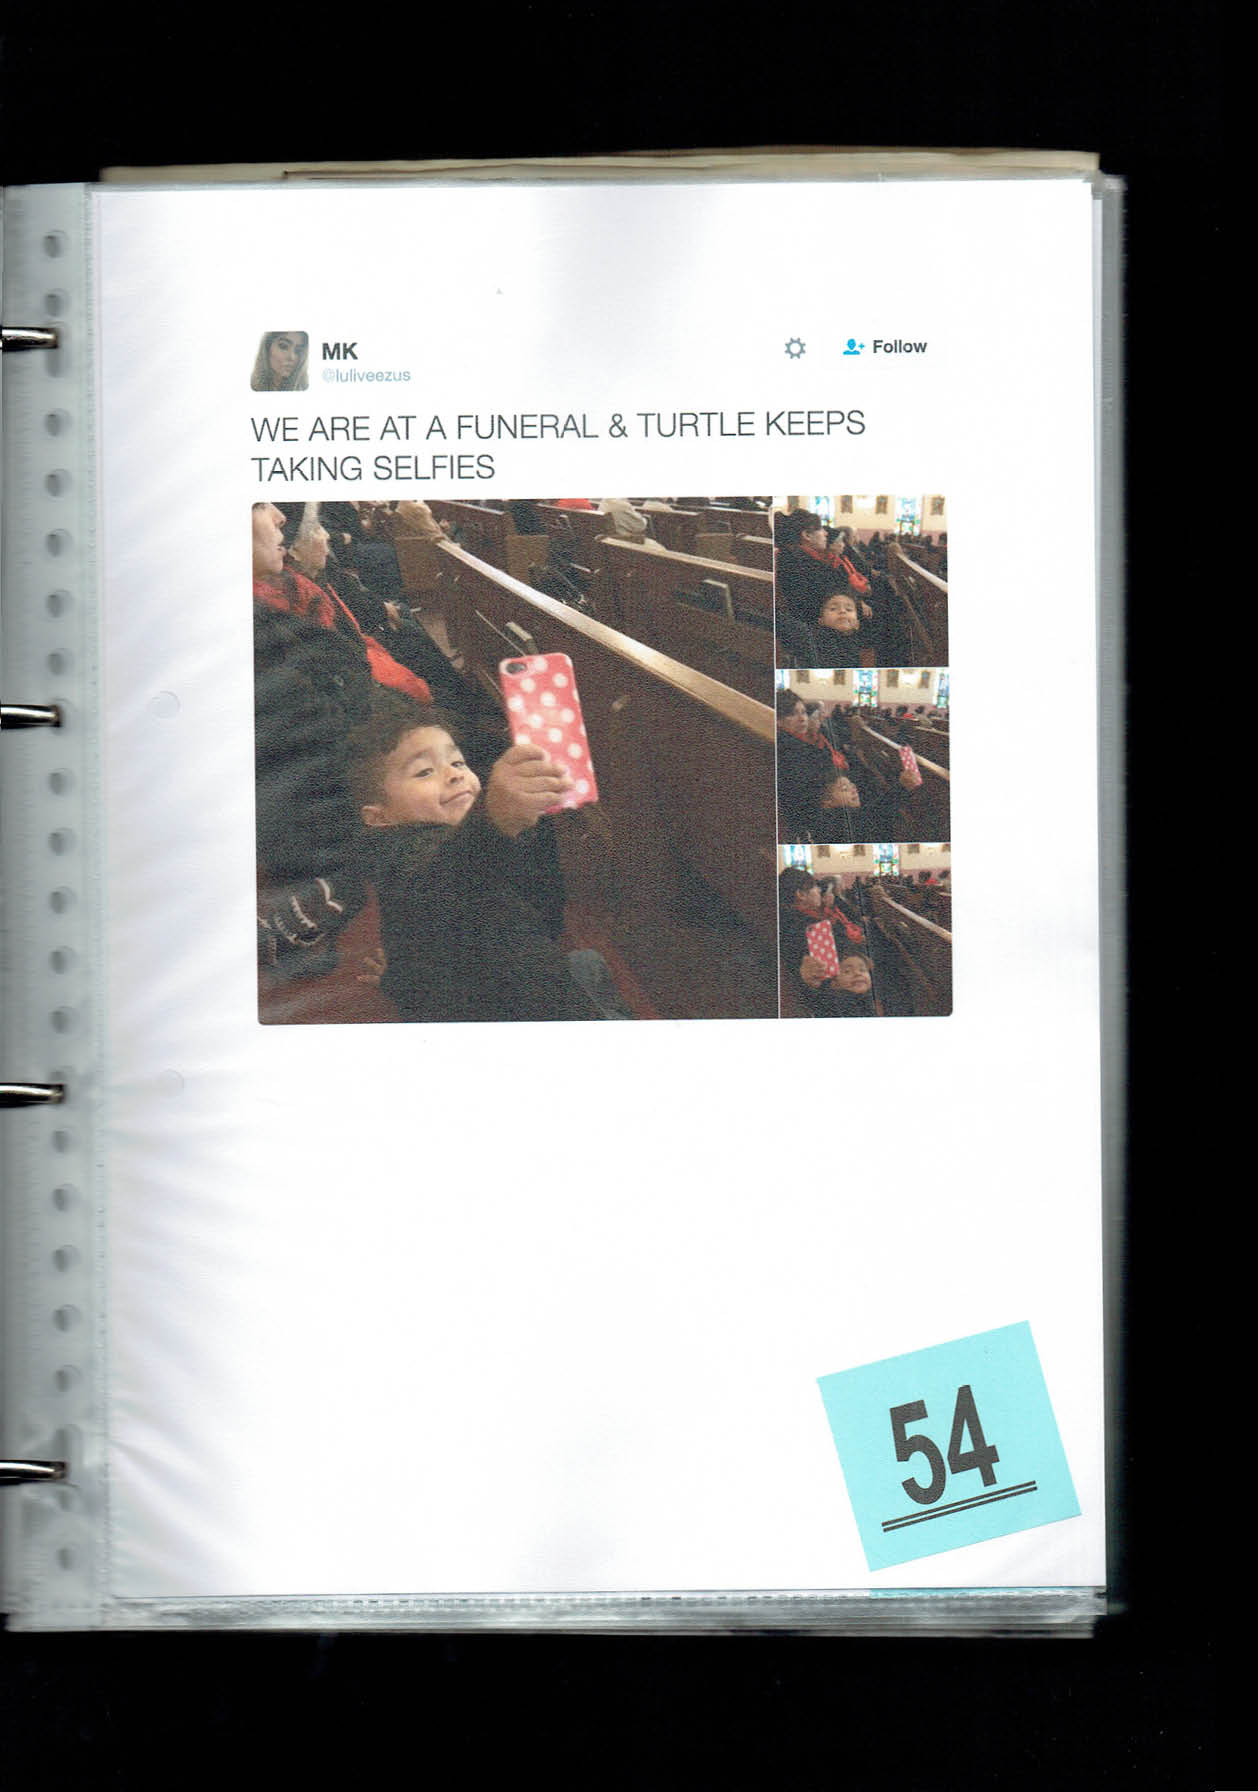 MK
@luliveezus
Follow
WE ARE AT A FUNERAL & TURTLE KEEPS
TAKING SELFIES
54